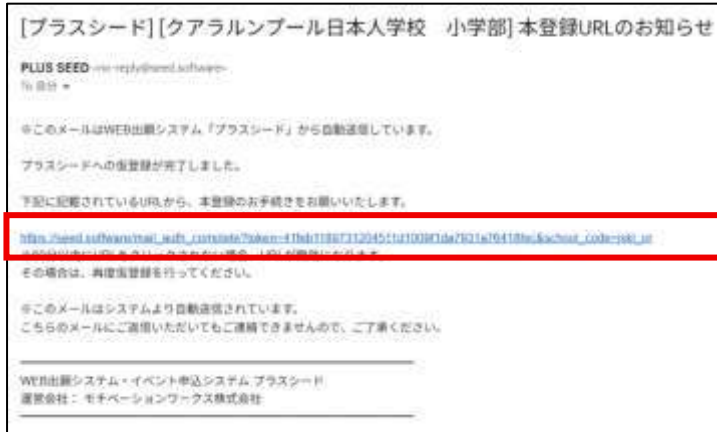 [プラスシード] [クアラルンプール日本人学校　小学部] 本登録URLのお知らせ
PLUS SEED <no-reply@seed.software>
To 自分
※このメールはWEB出願システム「プラスシード」から自動送信しています。
プラスシードへの仮登録が完了しました。
下記に記載されているURLから、本登録のお手続きをお願いいたします。
その場合は、再度仮登録を行ってください。
※このメールはシステムより自動送信されています。
こちらのメールにご返信いただいてもご連絡できませんので、ご了承ください。
WEB出願システム・イベント申込システム プラスシード
運営会社： モチベーションワークス株式会社